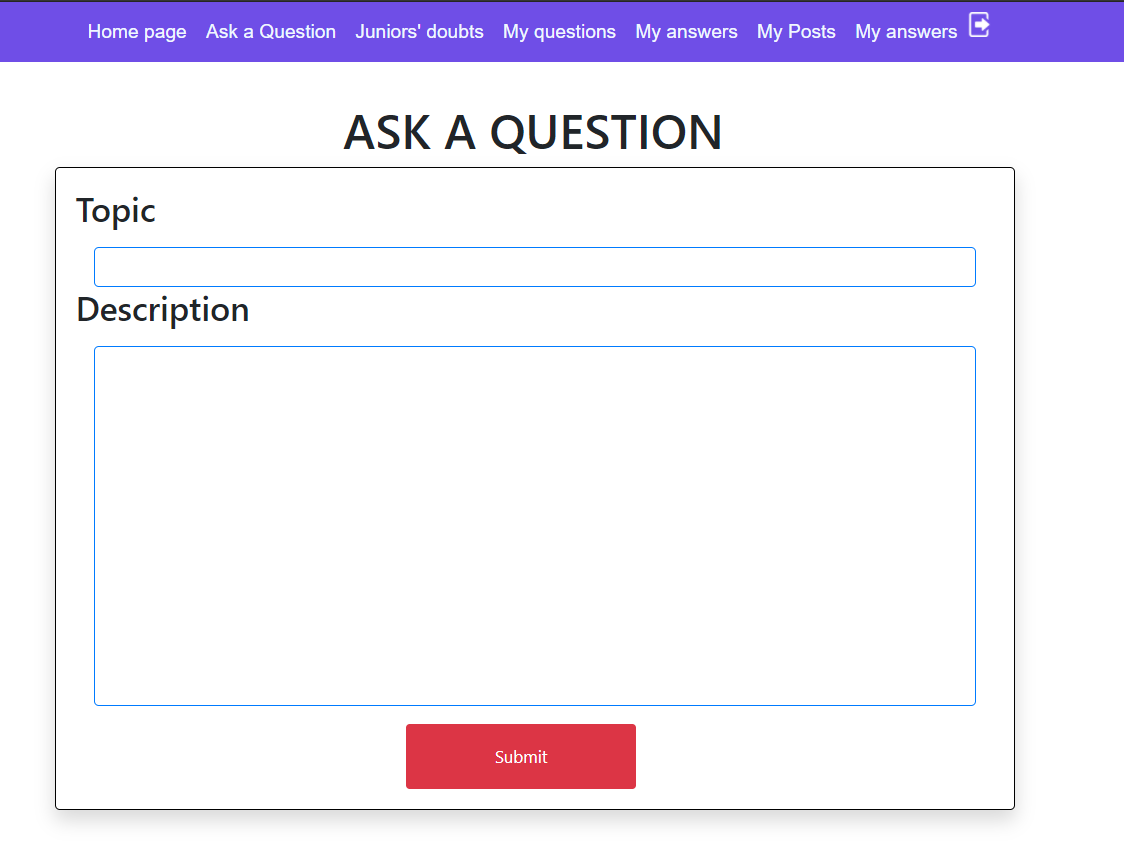 Home page Ask a Question Juniors' doubts My questions My answers My Posts My answers
ASK A QUESTION
Topic
Description
Submit